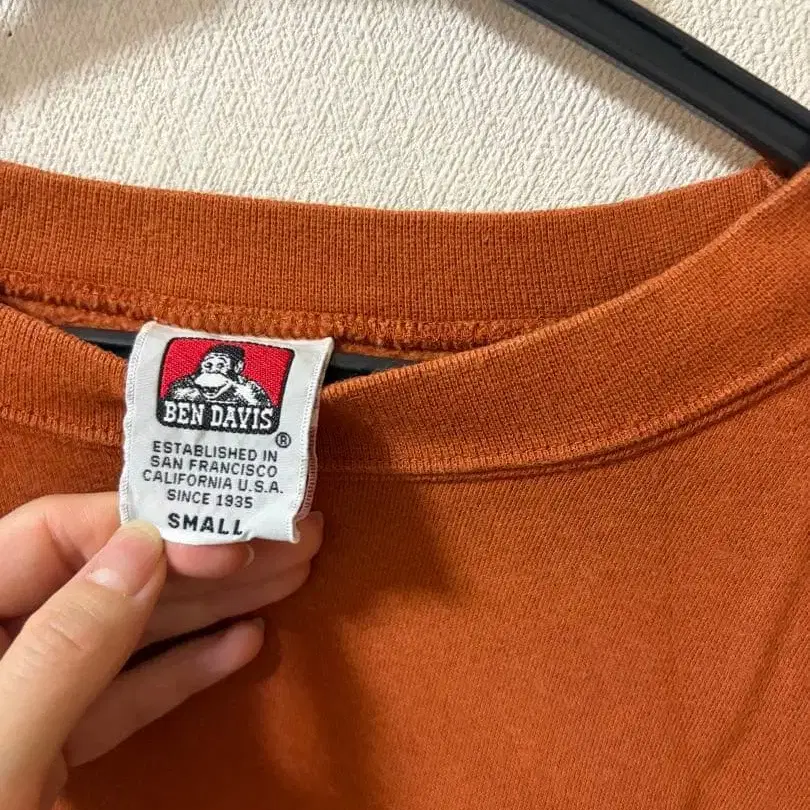 BEN DAVIS
®
ESTABLISHED IN
SAN FRANCISCO
CALIFORNIA U.S.A.
SINCE 1935
SMALL